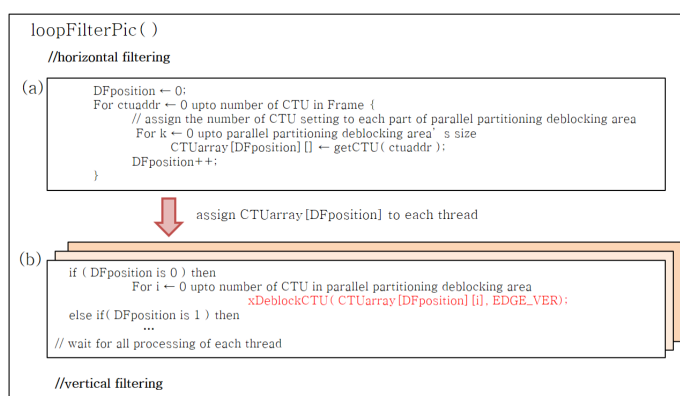 loopFilterPic( )
//horizontal filtering
(a)
DFposition ← 0;
For ctuaddr ← 0 upto number of CTU in Frame {
// assign the number of CTU setting to each part of parallel partitioning deblocking area
For k ← 0 upto parallel partitioning deblocking area's size
CTUarray[DFposition][] ← getCTU( ctuaddr );
DFposition++;
}
assign CTUarray[DFposition] to each thread
(b)
if ( DFposition is 0 ) then
For i ← 0 upto number of CTU in parallel partitioning deblocking area
xDeblockCTU( CTUarray[DFposition][i], EDGE_VER);
else if( DFposition is 1 ) then
...
// wait for all processing of each thread
//vertical filtering